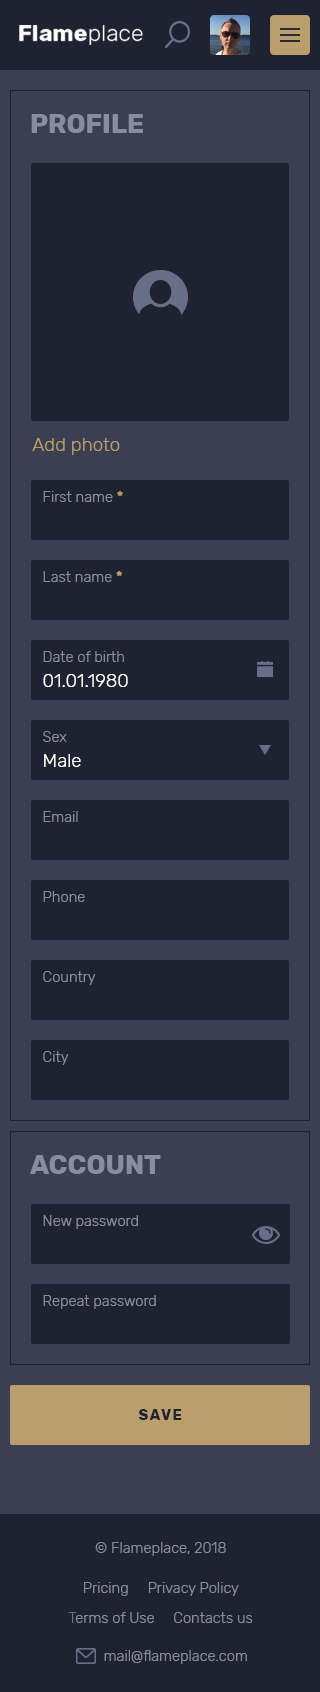 Flameplace
PROFILE
Add photo
First name *
Last name *
Date of birth
01.01.1980
Sex
Male
Email
Phone
Country
City
ACCOUNT
New password
Repeat password
SAVE
© Flameplace, 2018
Pricing Privacy Policy
Terms of Use Contacts us
mail@flameplace.com